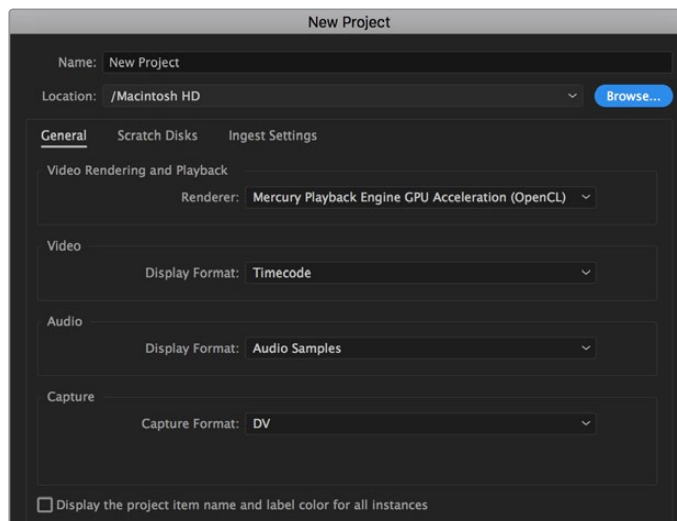 New Project
Name: New Project
Location: /Macintosh HD Browse...
General Scratch Disks Ingest Settings
Video Rendering and Playback
Renderer: Mercury Playback Engine GPU Acceleration (OpenCL)
Video
Display Format: Timecode
Audio
Display Format: Audio Samples
Capture
Capture Format: DV
Display the project item name and label color for all instances